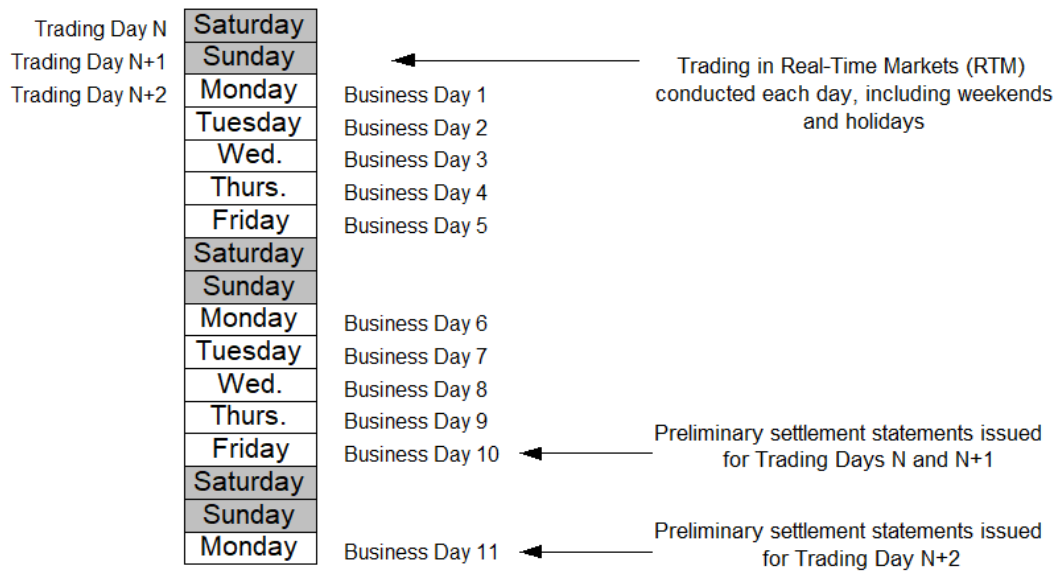 Trading Day N Saturday
Trading Day N+1 Sunday
Trading in Real-Time Markets (RTM)
conducted each day, including weekends
and holidays
Trading Day N+2 Monday Business Day 1
Tuesday Business Day 2
Wed. Business Day 3
Thurs. Business Day 4
Friday Business Day 5
Saturday
Sunday
Monday Business Day 6
Tuesday Business Day 7
Wed. Business Day 8
Thurs. Business Day 9
Friday Business Day 10
Preliminary settlement statements issued
for Trading Days N and N+1
Saturday
Sunday
Monday Business Day 11
Preliminary settlement statements issued
for Trading Day N+2